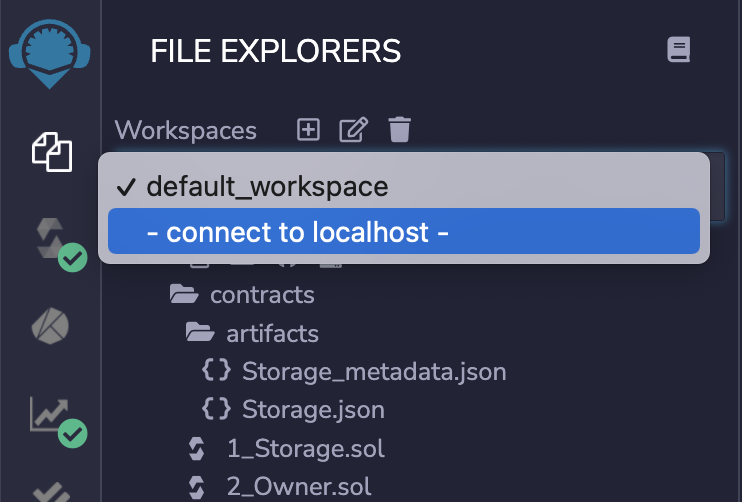 FILE EXPLORERS
Workspaces
✓ default_workspace
- connect to localhost -
contracts
artifacts
{} Storage_metadata.json
{} Storage.json
1_Storage.sol
2_Owner.sol